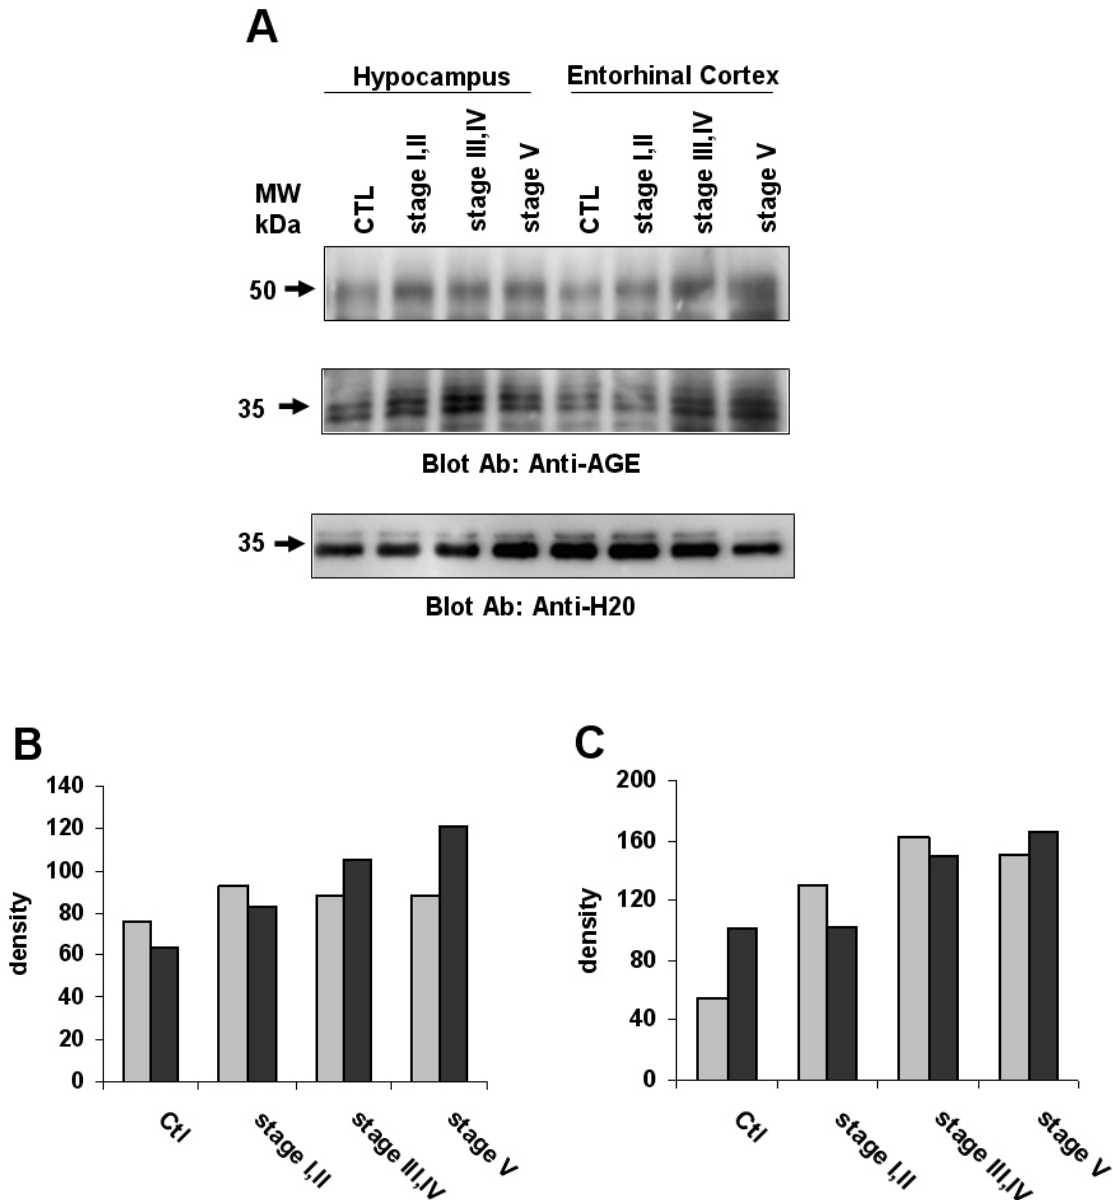 A
Hypocampus Entorhinal Cortex
MW kDa CTL stage I,II stage III,IV stage V CTL stage I,II stage III,IV stage V
50
35
Blot Ab: Anti-AGE
35
Blot Ab: Anti-H20
B
density
140
120
100
80
60
40
20
0
Ctl stage I,II stage III,IV stage V
C
density
200
160
120
80
40
0
Ctl stage I,II stage III,IV stage V